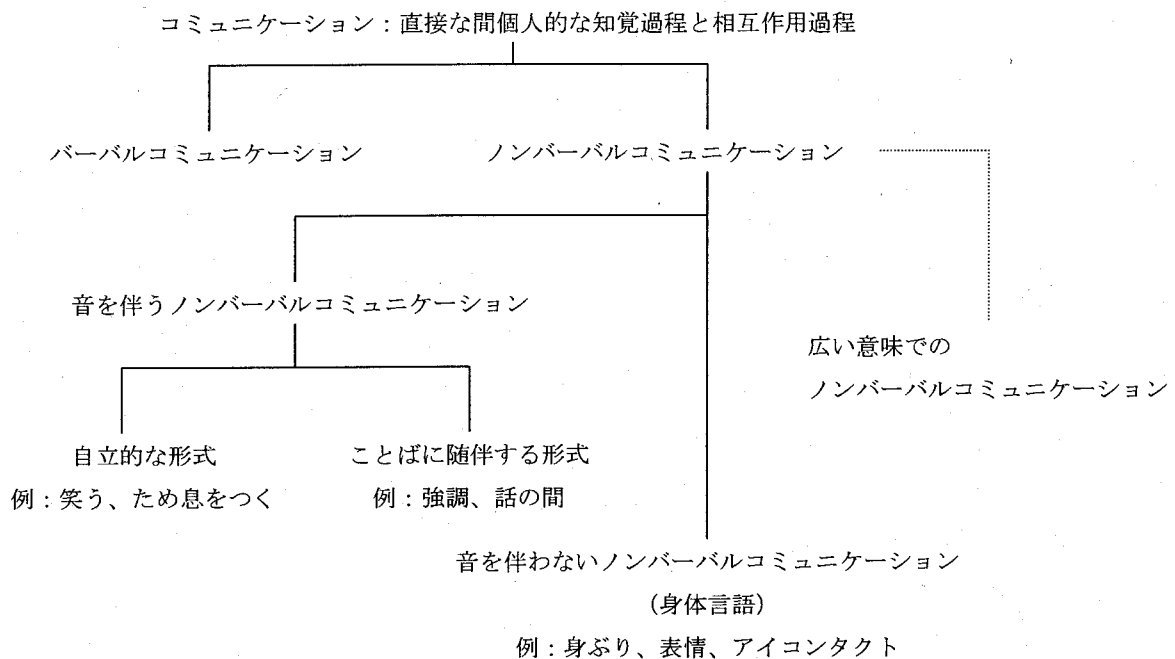 コミュニケーション：直接な間個人的な知覚過程と相互作用過程
バーバルコミュニケーション
ノンバーバルコミュニケーション
音を伴うノンバーバルコミュニケーション
広い意味での
ノンバーバルコミュニケーション
自立的な形式
例：笑う、ため息をつく
ことばに随伴する形式
例：強調、話の間
音を伴わないノンバーバルコミュニケーション
（身体言語）
例：身ぶり、表情、アイコンタクト